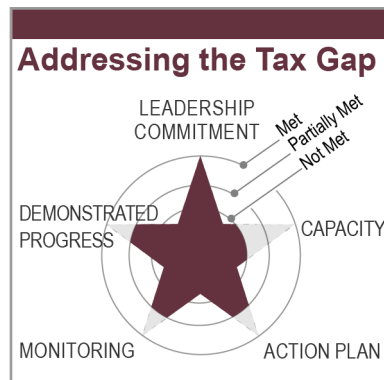 Addressing the Tax Gap
LEADERSHIP
COMMITMENT
Met
Partially Met
Not Met
DEMONSTRATED
PROGRESS
CAPACITY
MONITORING
ACTION PLAN